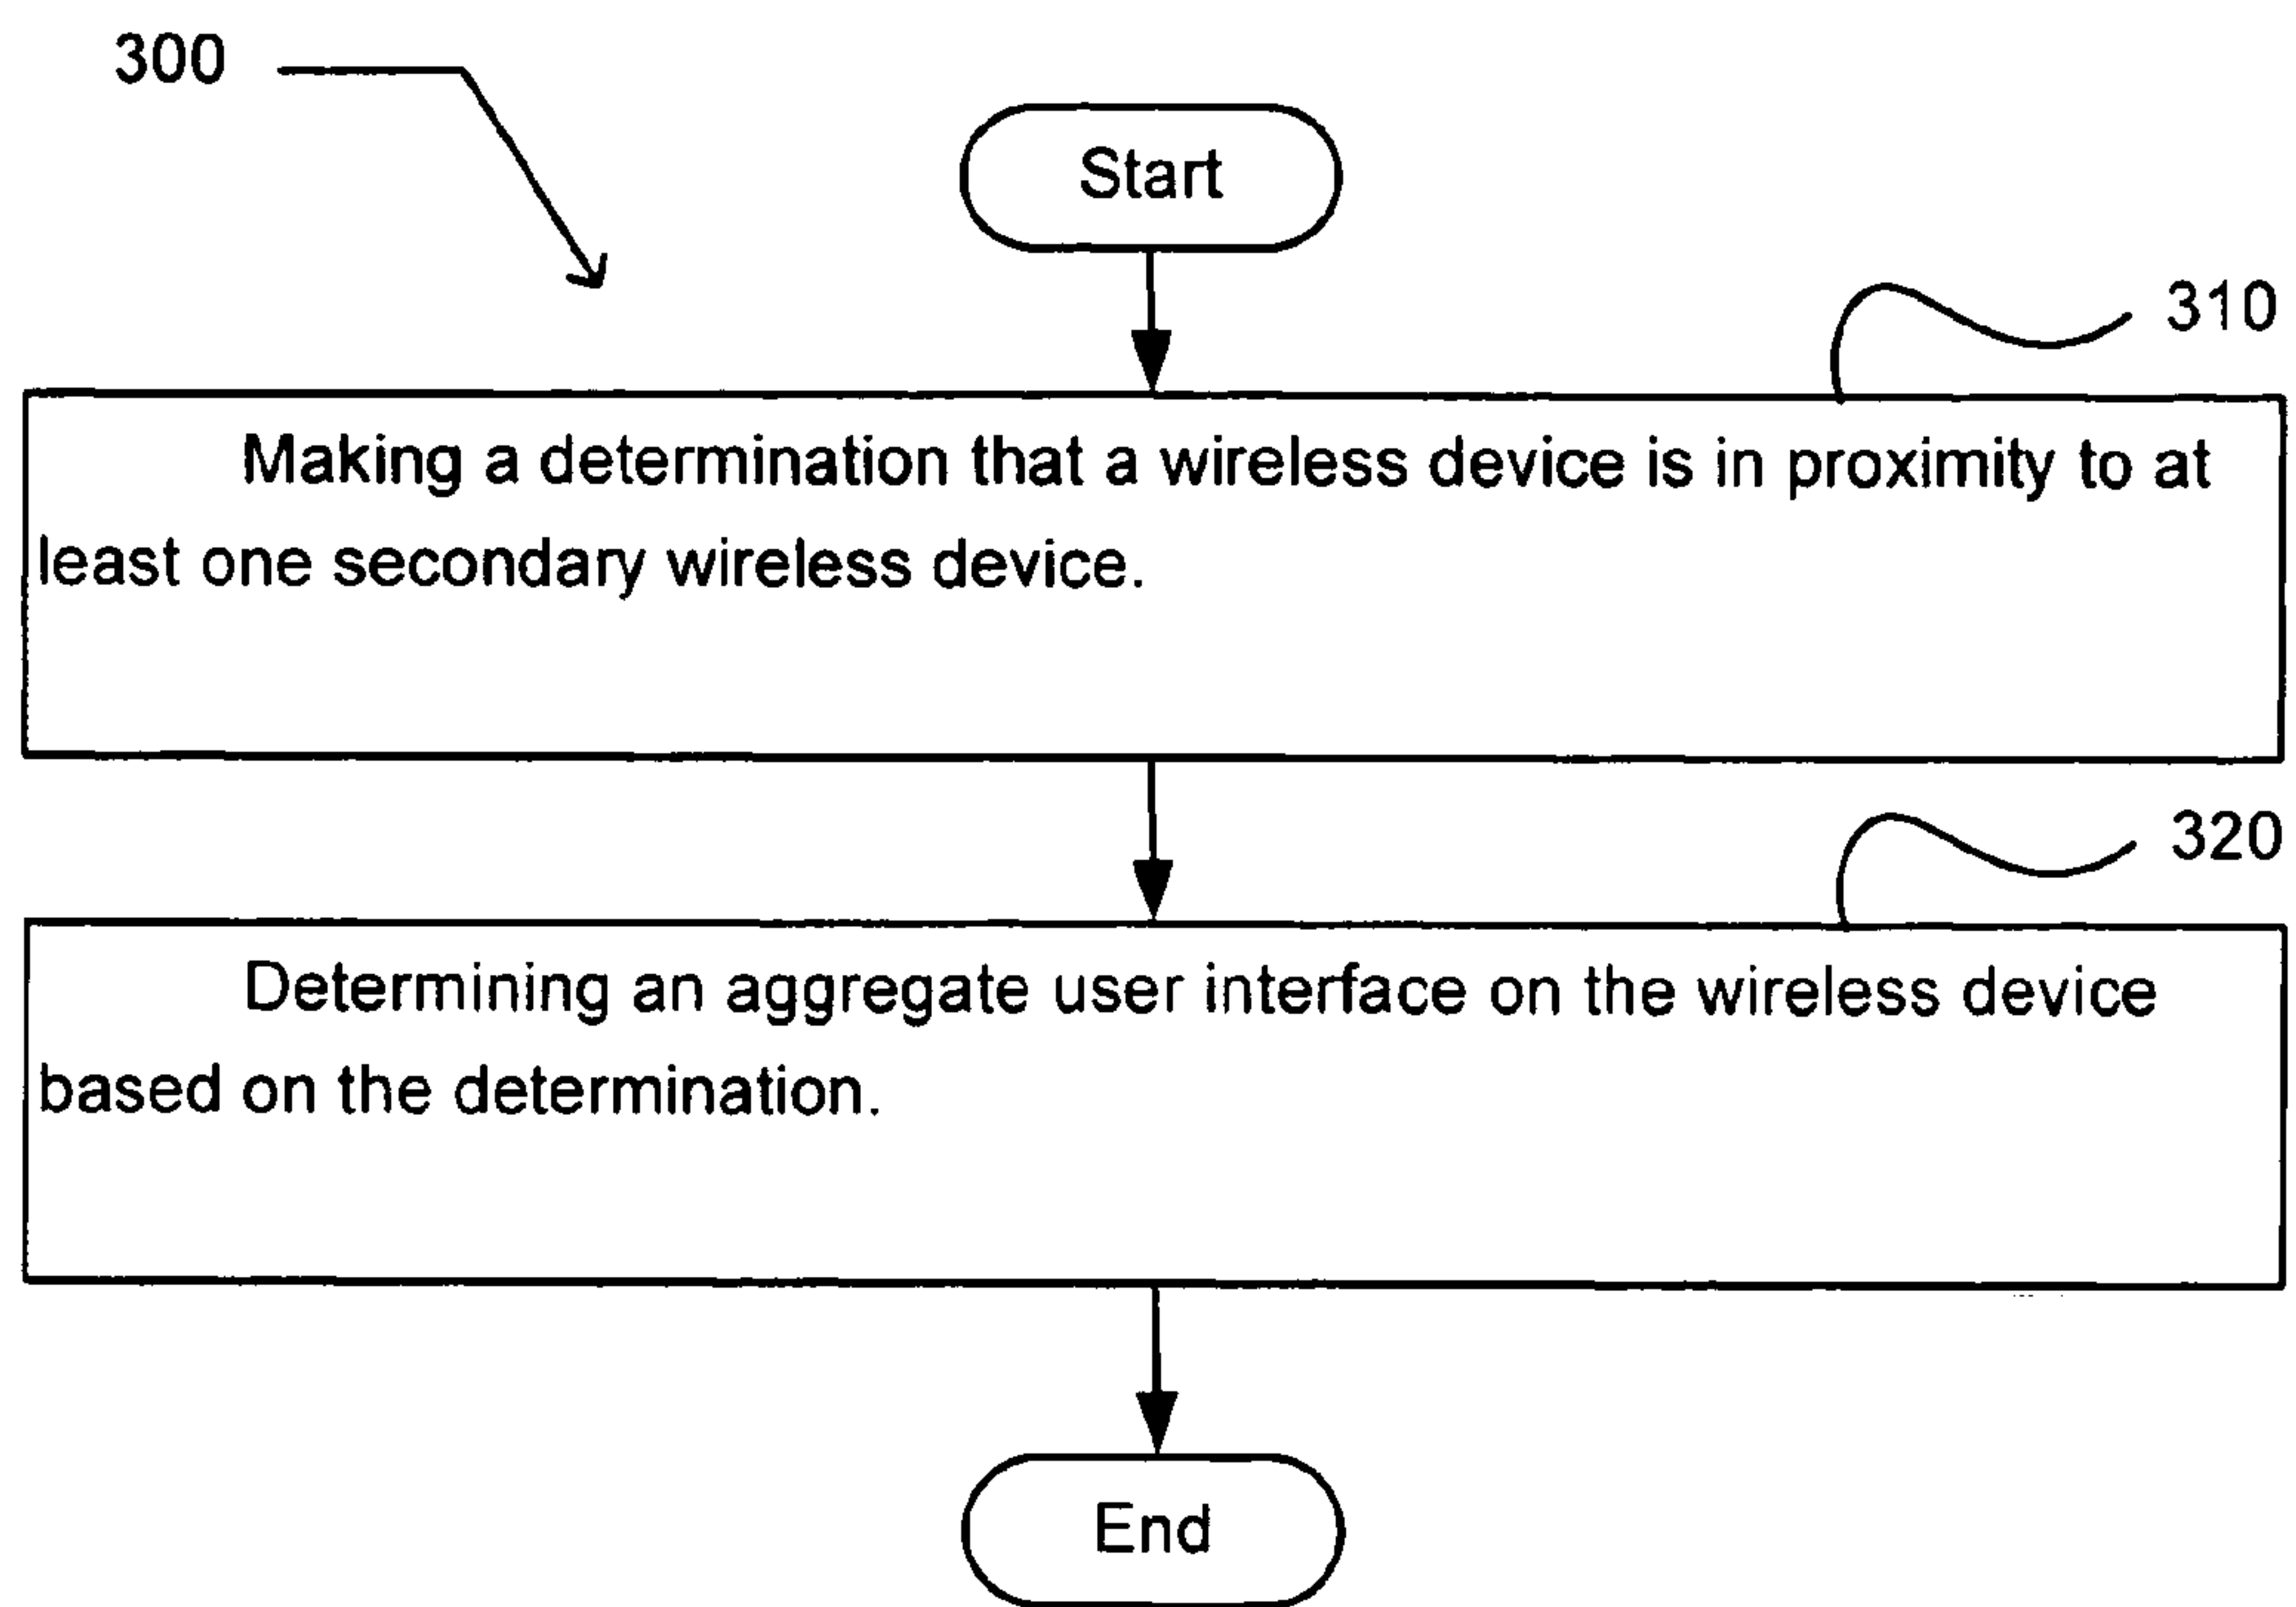 300
Start
310
Making a determination that a wireless device is in proximity to at
least one secondary wireless device.
320
Determining an aggregate user interface on the wireless device
based on the determination.
End